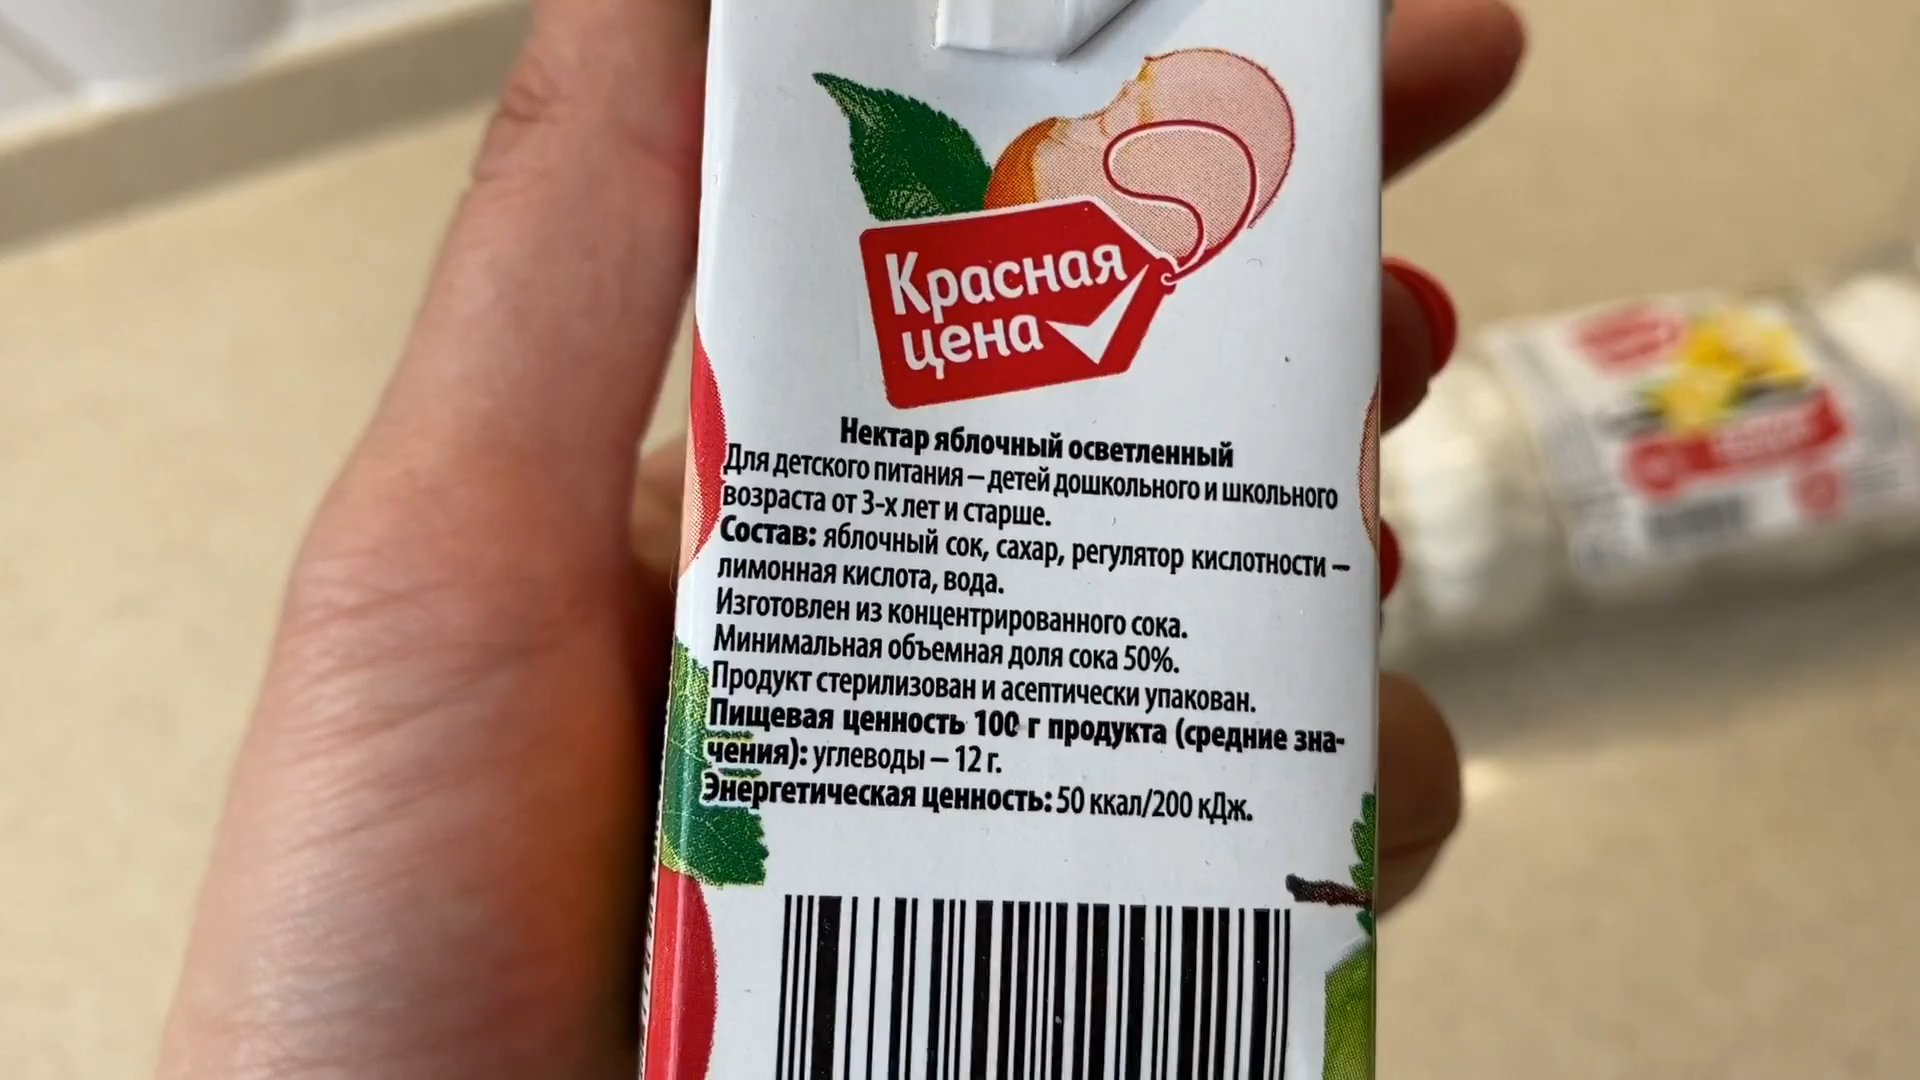 Красная
цена
Нектар яблочный осветленный
Для детского питания – детей дошкольного и школьного
возраста от 3-х лет и старше.
Состав: яблочный сок, сахар, регулятор кислотности –
лимонная кислота, вода.
Изготовлен из концентрированного сока.
Минимальная объемная доля сока 50%.
Продукт стерилизован и асептически упакован.
Пищевая ценность 100 г продукта (средние зна-
чения): углеводы – 12 г.
Энергетическая ценность: 50 ккал/200 кДж.